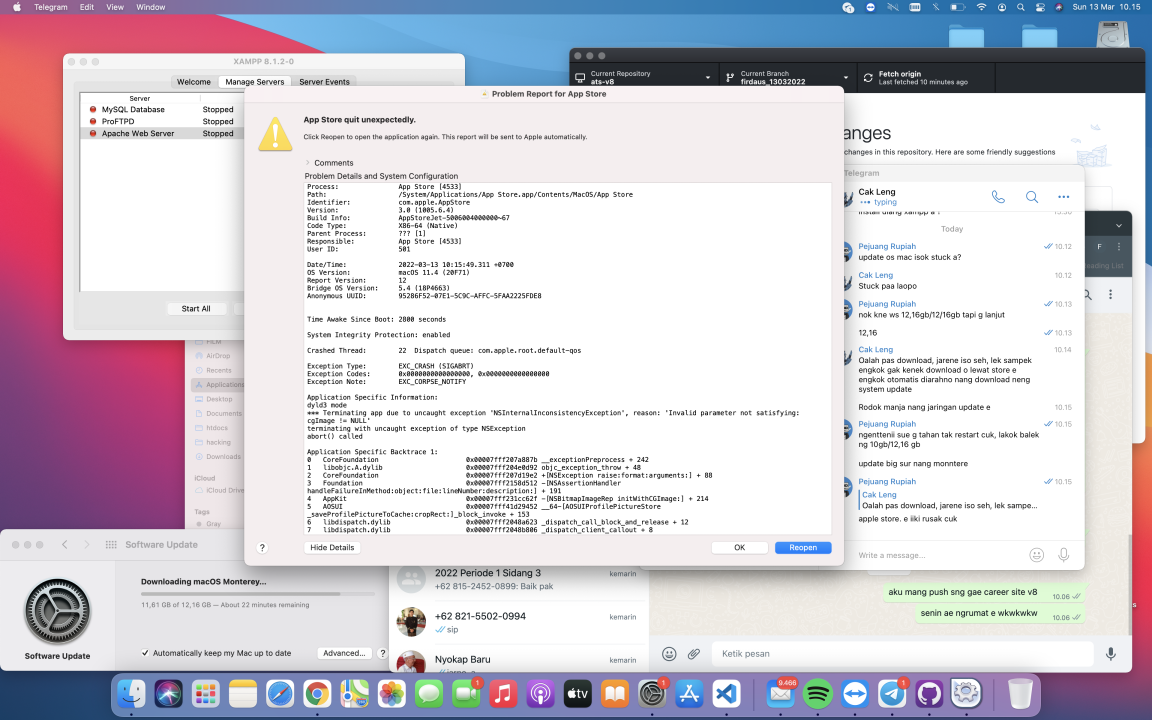 Telegram Edit View Window
Sun 13 Mar 10.15
XAMPP 8.1.2-0
Welcome Manage Servers Server Events
Server
MySQL Database Stopped
ProFTPD Stopped
Apache Web Server Stopped
Start All
Current Repository
ats-v8
Current Branch
firdaus_13032022
Fetch origin
Last fetched 10 minutes ago
anges
changes in this repository. Here are some friendly suggestions
Problem Report for App Store
App Store quit unexpectedly.
Click Reopen to open the application again. This report will be sent to Apple automatically.
Comments
Problem Details and System Configuration
Process: App Store [4533]
Path: /System/Applications/App Store.app/Contents/MacOS/App Store
Identifier: com.apple.AppStore
Version: 3.0 (1005.6.4)
Build Info: AppStoreJet-5006004000000~67
Code Type: X86-64 (Native)
Parent Process: ??? [1]
Responsible: App Store [4533]
User ID: 501
Date/Time: 2022-03-13 10:15:49.311 +0700
OS Version: macOS 11.4 (20F71)
Report Version: 12
Bridge OS Version: 5.4 (18P4663)
Anonymous UUID: 95286F52-07E1-5C9C-AFFC-5FAA2225FDE8
Time Awake Since Boot: 2800 seconds
System Integrity Protection: enabled
Crashed Thread: 22 Dispatch queue: com.apple.root.default-qos
Exception Type: EXC_CRASH (SIGABRT)
Exception Codes: 0x0000000000000000, 0x0000000000000000
Exception Note: EXC_CORPSE_NOTIFY
Application Specific Information:
dyld3 mode
*** Terminating app due to uncaught exception 'NSInternalInconsistencyException', reason: 'Invalid parameter not satisfying:
cgImage != NULL'
terminating with uncaught exception of type NSException
abort() called
Application Specific Backtrace 1:
0 CoreFoundation 0x00007fff207a887b __exceptionPreprocess + 242
1 libobjc.A.dylib 0x00007fff204e0d92 objc_exception_throw + 48
2 CoreFoundation 0x00007fff207d19e2 +[NSException raise:format:arguments:] + 88
3 Foundation 0x00007fff2158d512 -[NSAssertionHandler
handleFailureInMethod:object:file:lineNumber:description:] + 191
4 AppKit 0x00007fff231cc62f -[NSBitmapImageRep initWithCGImage:] + 214
5 AOSUI 0x00007fff41d29452 __64-[AOSUIProfilePictureStore
_saveProfilePictureToCache:cropRect:]_block_invoke + 153
6 libdispatch.dylib 0x00007fff2048a623 _dispatch_call_block_and_release + 12
7 libdispatch.dylib 0x00007fff2048b806 _dispatch_client_callout + 8
? Hide Details OK Reopen
Telegram
Cak Leng
typing
install diang xampp a ?
Today
Pejuang Rupiah 10.12
update os mac isok stuck a?
Cak Leng 10.12
Stuck paa laopo
Pejuang Rupiah 10.13
nok kne ws 12,16gb/12/16gb tapi g lanjut
12,16 10.13
Cak Leng 10.14
Oalah pas download, jarene iso seh, lek sampek
engkok gak kenek download o lewat store e
engkok otomatis diarahno nang download neng
system update
Rodok manja nang jaringan update e 10.15
Pejuang Rupiah 10.15
ngenttenii sue g tahan tak restart cuk, lakok balek
ng 10gb/12,16 gb
update big sur nang monntere
Pejuang Rupiah 10.15
Cak Leng
Oalah pas download, jarene iso seh, lek sampe...
apple store. e iiki rusak cuk
Write a message...
F
eading List
FILM
AirDrop
Recents
Applications
Desktop
Documents
htdocs
hacking
Downloads
iCloud
iCloud Drive
Tags
Gray
Software Update
Software Update
Downloading macOS Monterey...
11,61 GB of 12,16 GB — About 22 minutes remaining
Automatically keep my Mac up to date Advanced... ?
2022 Periode 1 Sidang 3 kemarin
+62 815-2452-0899: Baik pak
+62 821-5502-0994 kemarin
sip
Nyokap Baru kemarin
aku mang push sng gae career site v8 10.06
senin ae ngrumat e wkwkwkw 10.06
Ketik pesan
1
tv
1
9.466
1